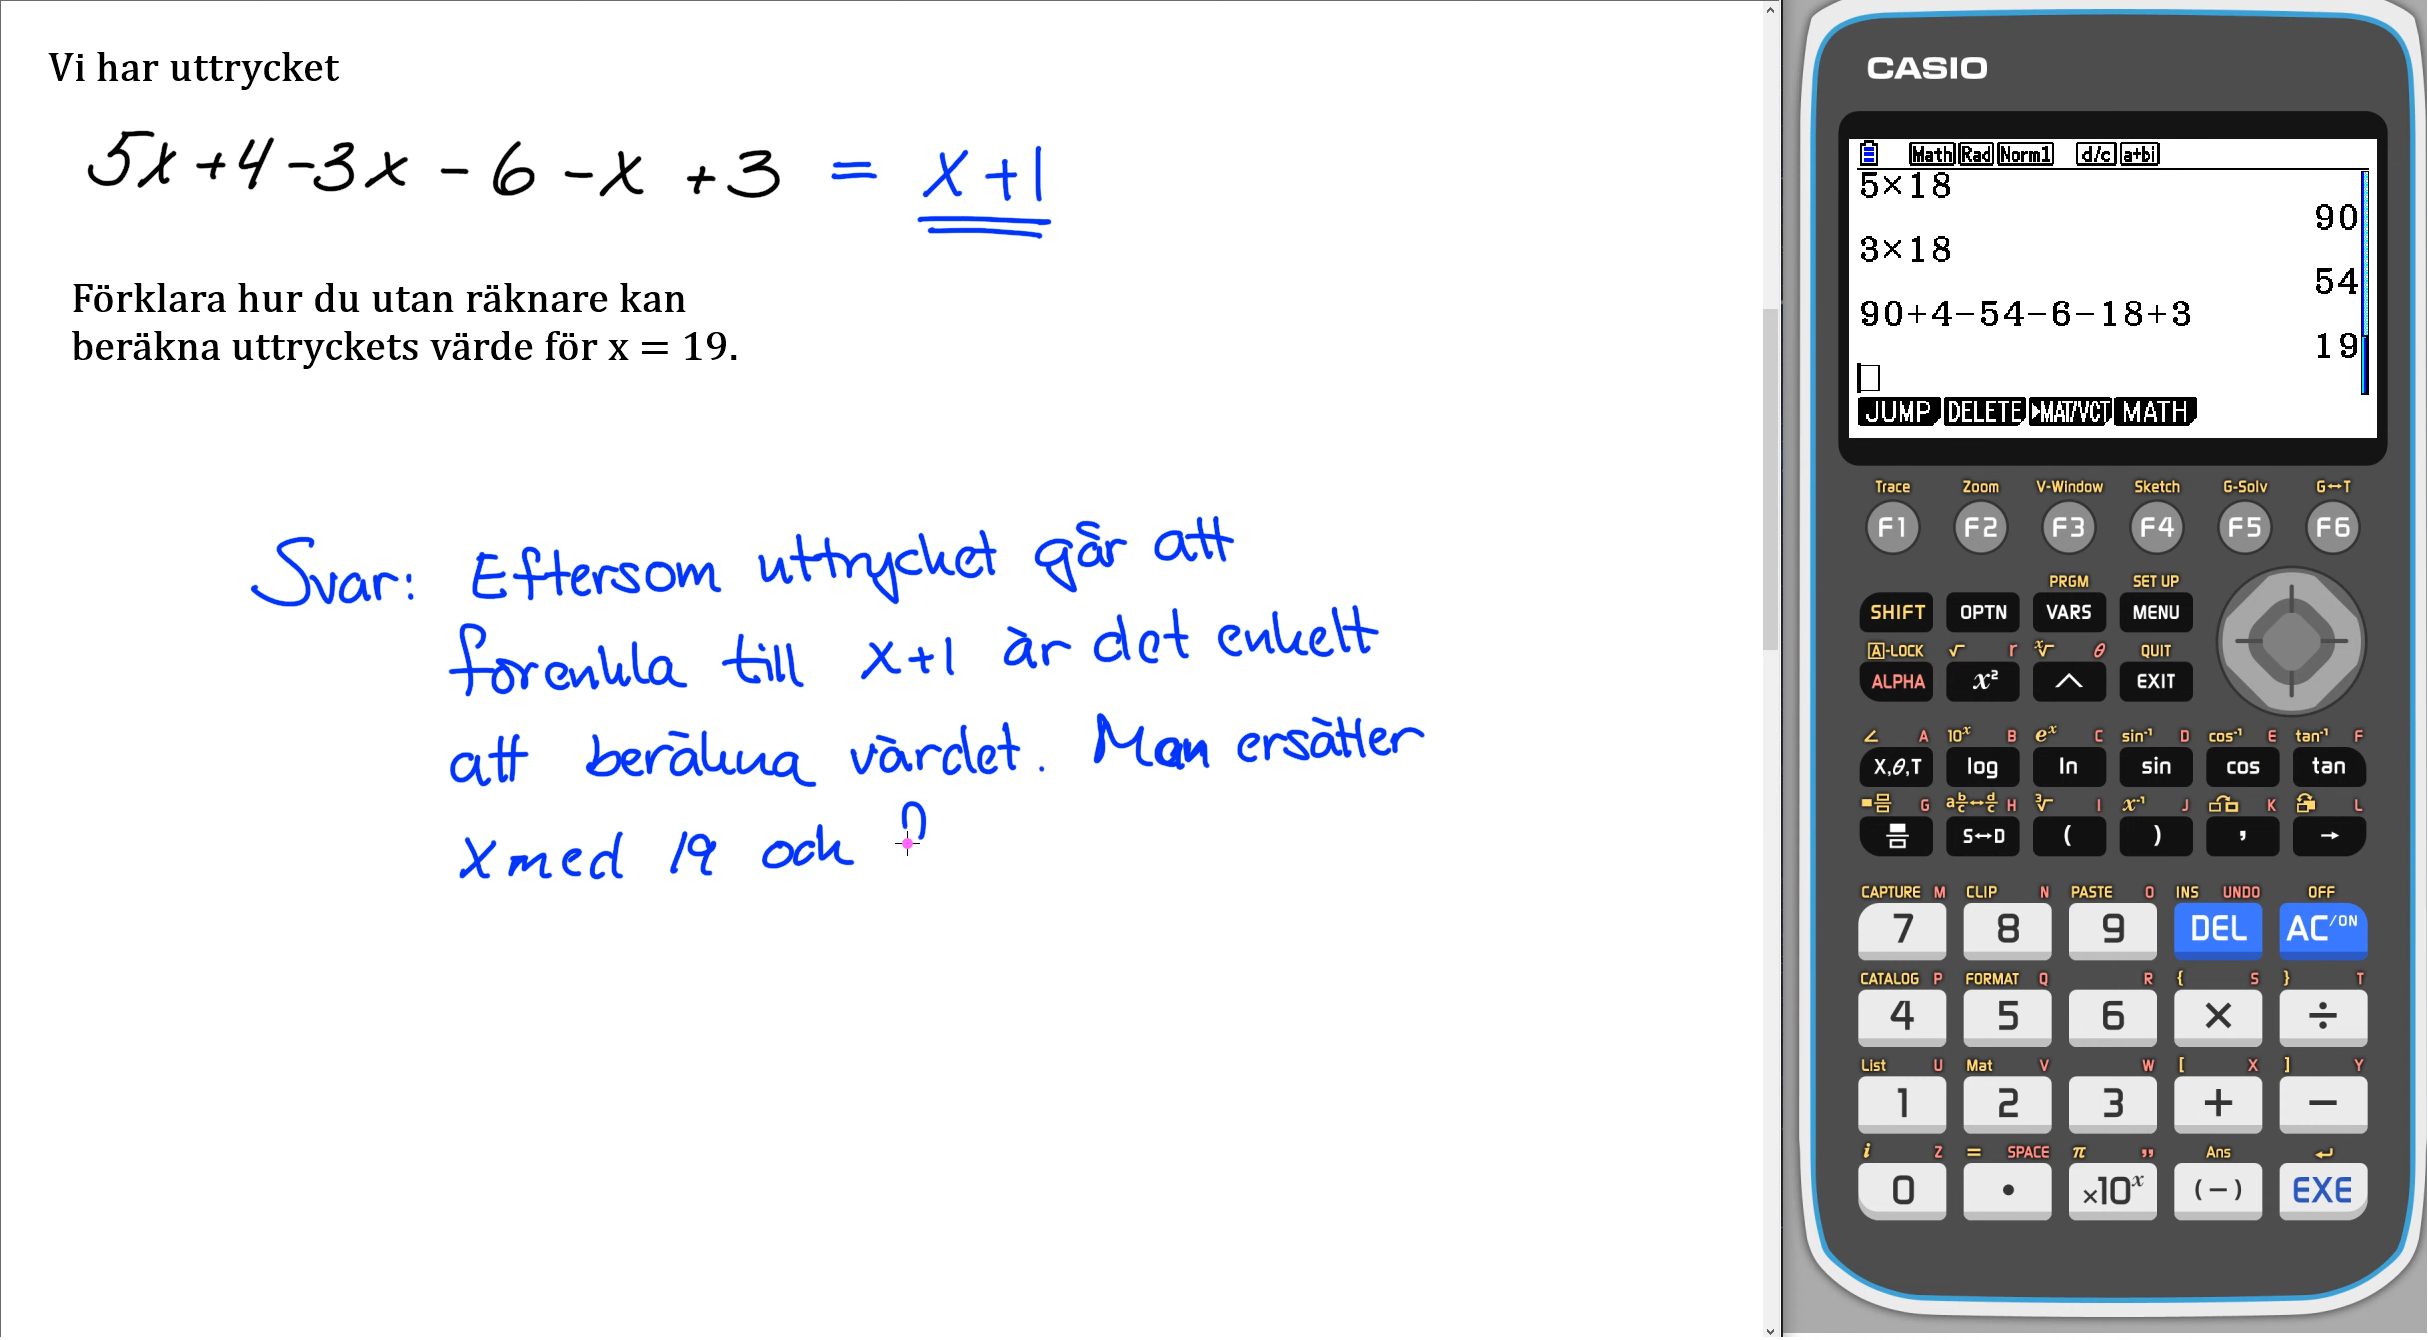 Vi har uttrycket
5x+4-3x-6-x+3 = x+1
Förklara hur du utan räknare kan
beräkna uttryckets värde för x = 19.
Svar: Eftersom uttrycket går att
förenkla till x+1 är det enkelt
att beräkna värdet. Man ersätter
x med 19 och
CASIO
Math Rad Norm1 d/c a+bi
5×18
90
3×18
54
90+4-54-6-18+3
19
JUMP DELETE ▶MAT/VCT MATH
Trace Zoom V-Window Sketch G-Solv G↔T
F1 F2 F3 F4 F5 F6
PRGM SET UP
SHIFT OPTN VARS MENU
A-LOCK √ r ˣ√ θ QUIT
ALPHA x² ^ EXIT
∠ A 10ˣ B eˣ C sin⁻¹ D cos⁻¹ E tan⁻¹ F
X,θ,T log ln sin cos tan
G a b/c↔d/c H ³√ I x⁻¹ J K L
S↔D ( ) , →
CAPTURE M CLIP N PASTE O INS UNDO OFF
7 8 9 DEL AC/ON
CATALOG P FORMAT Q R { S } T
4 5 6 × ÷
List U Mat V W [ X ] Y
1 2 3 + −
i Z = SPACE π " Ans ↵
0 • ×10ˣ (−) EXE